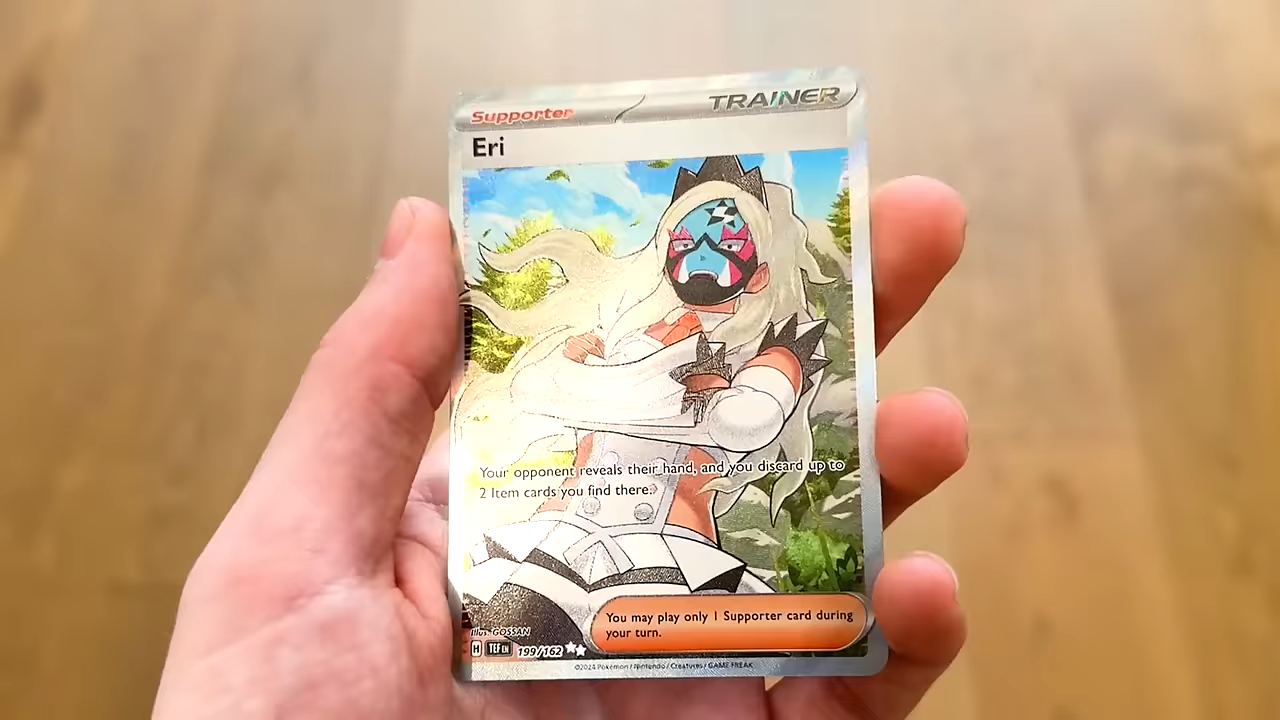 Supporter
TRAINER
Eri
Your opponent reveals their hand, and you discard up to
2 Item cards you find there.
You may play only 1 Supporter card during
your turn.
Illus. GOSSAN
H TEF EN 199/162
©2024 Pokémon / Nintendo / Creatures / GAME FREAK